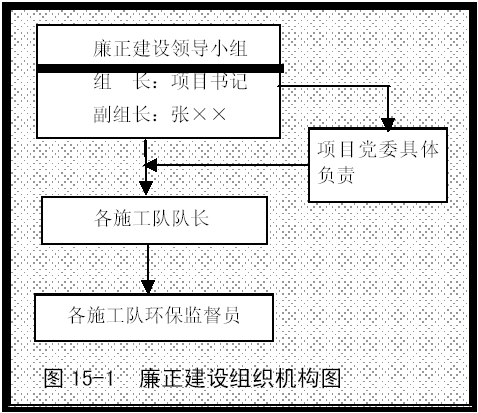 廉正建设领导小组
组　长：项目书记
副组长：张××
项目党委具体
负责
各施工队队长
各施工队环保监督员
图 15-1　廉正建设组织机构图